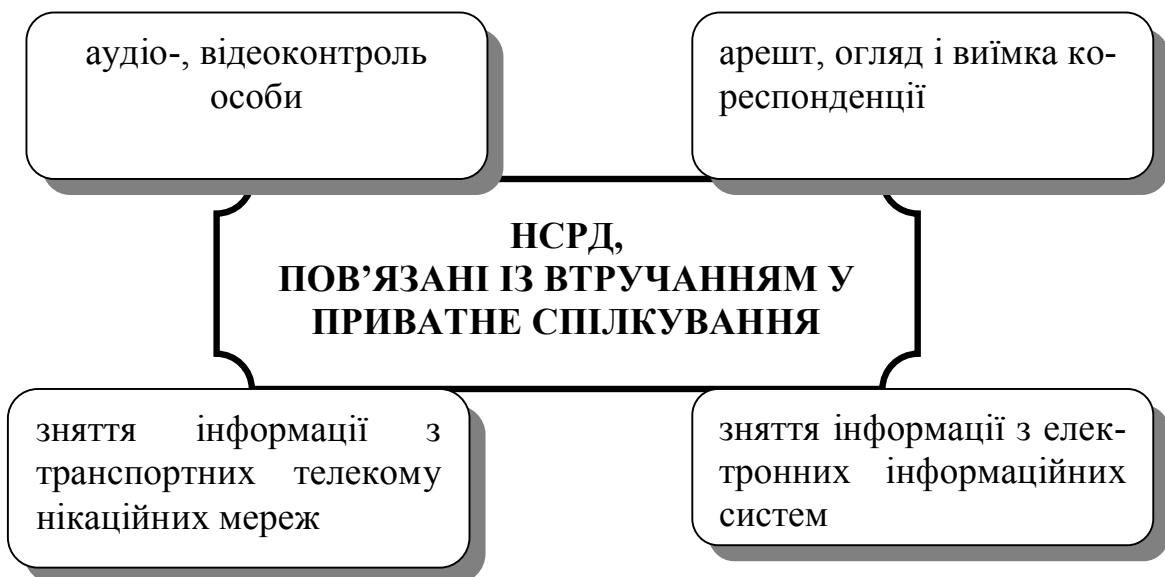 аудіо-, відеоконтроль
особи
арешт, огляд і виїмка ко-
респонденції
НСРД,
ПОВ’ЯЗАНІ ІЗ ВТРУЧАННЯМ У
ПРИВАТНЕ СПІЛКУВАННЯ
зняття інформації з
транспортних телекому
нікаційних мереж
зняття інформації з елек-
тронних інформаційних
систем